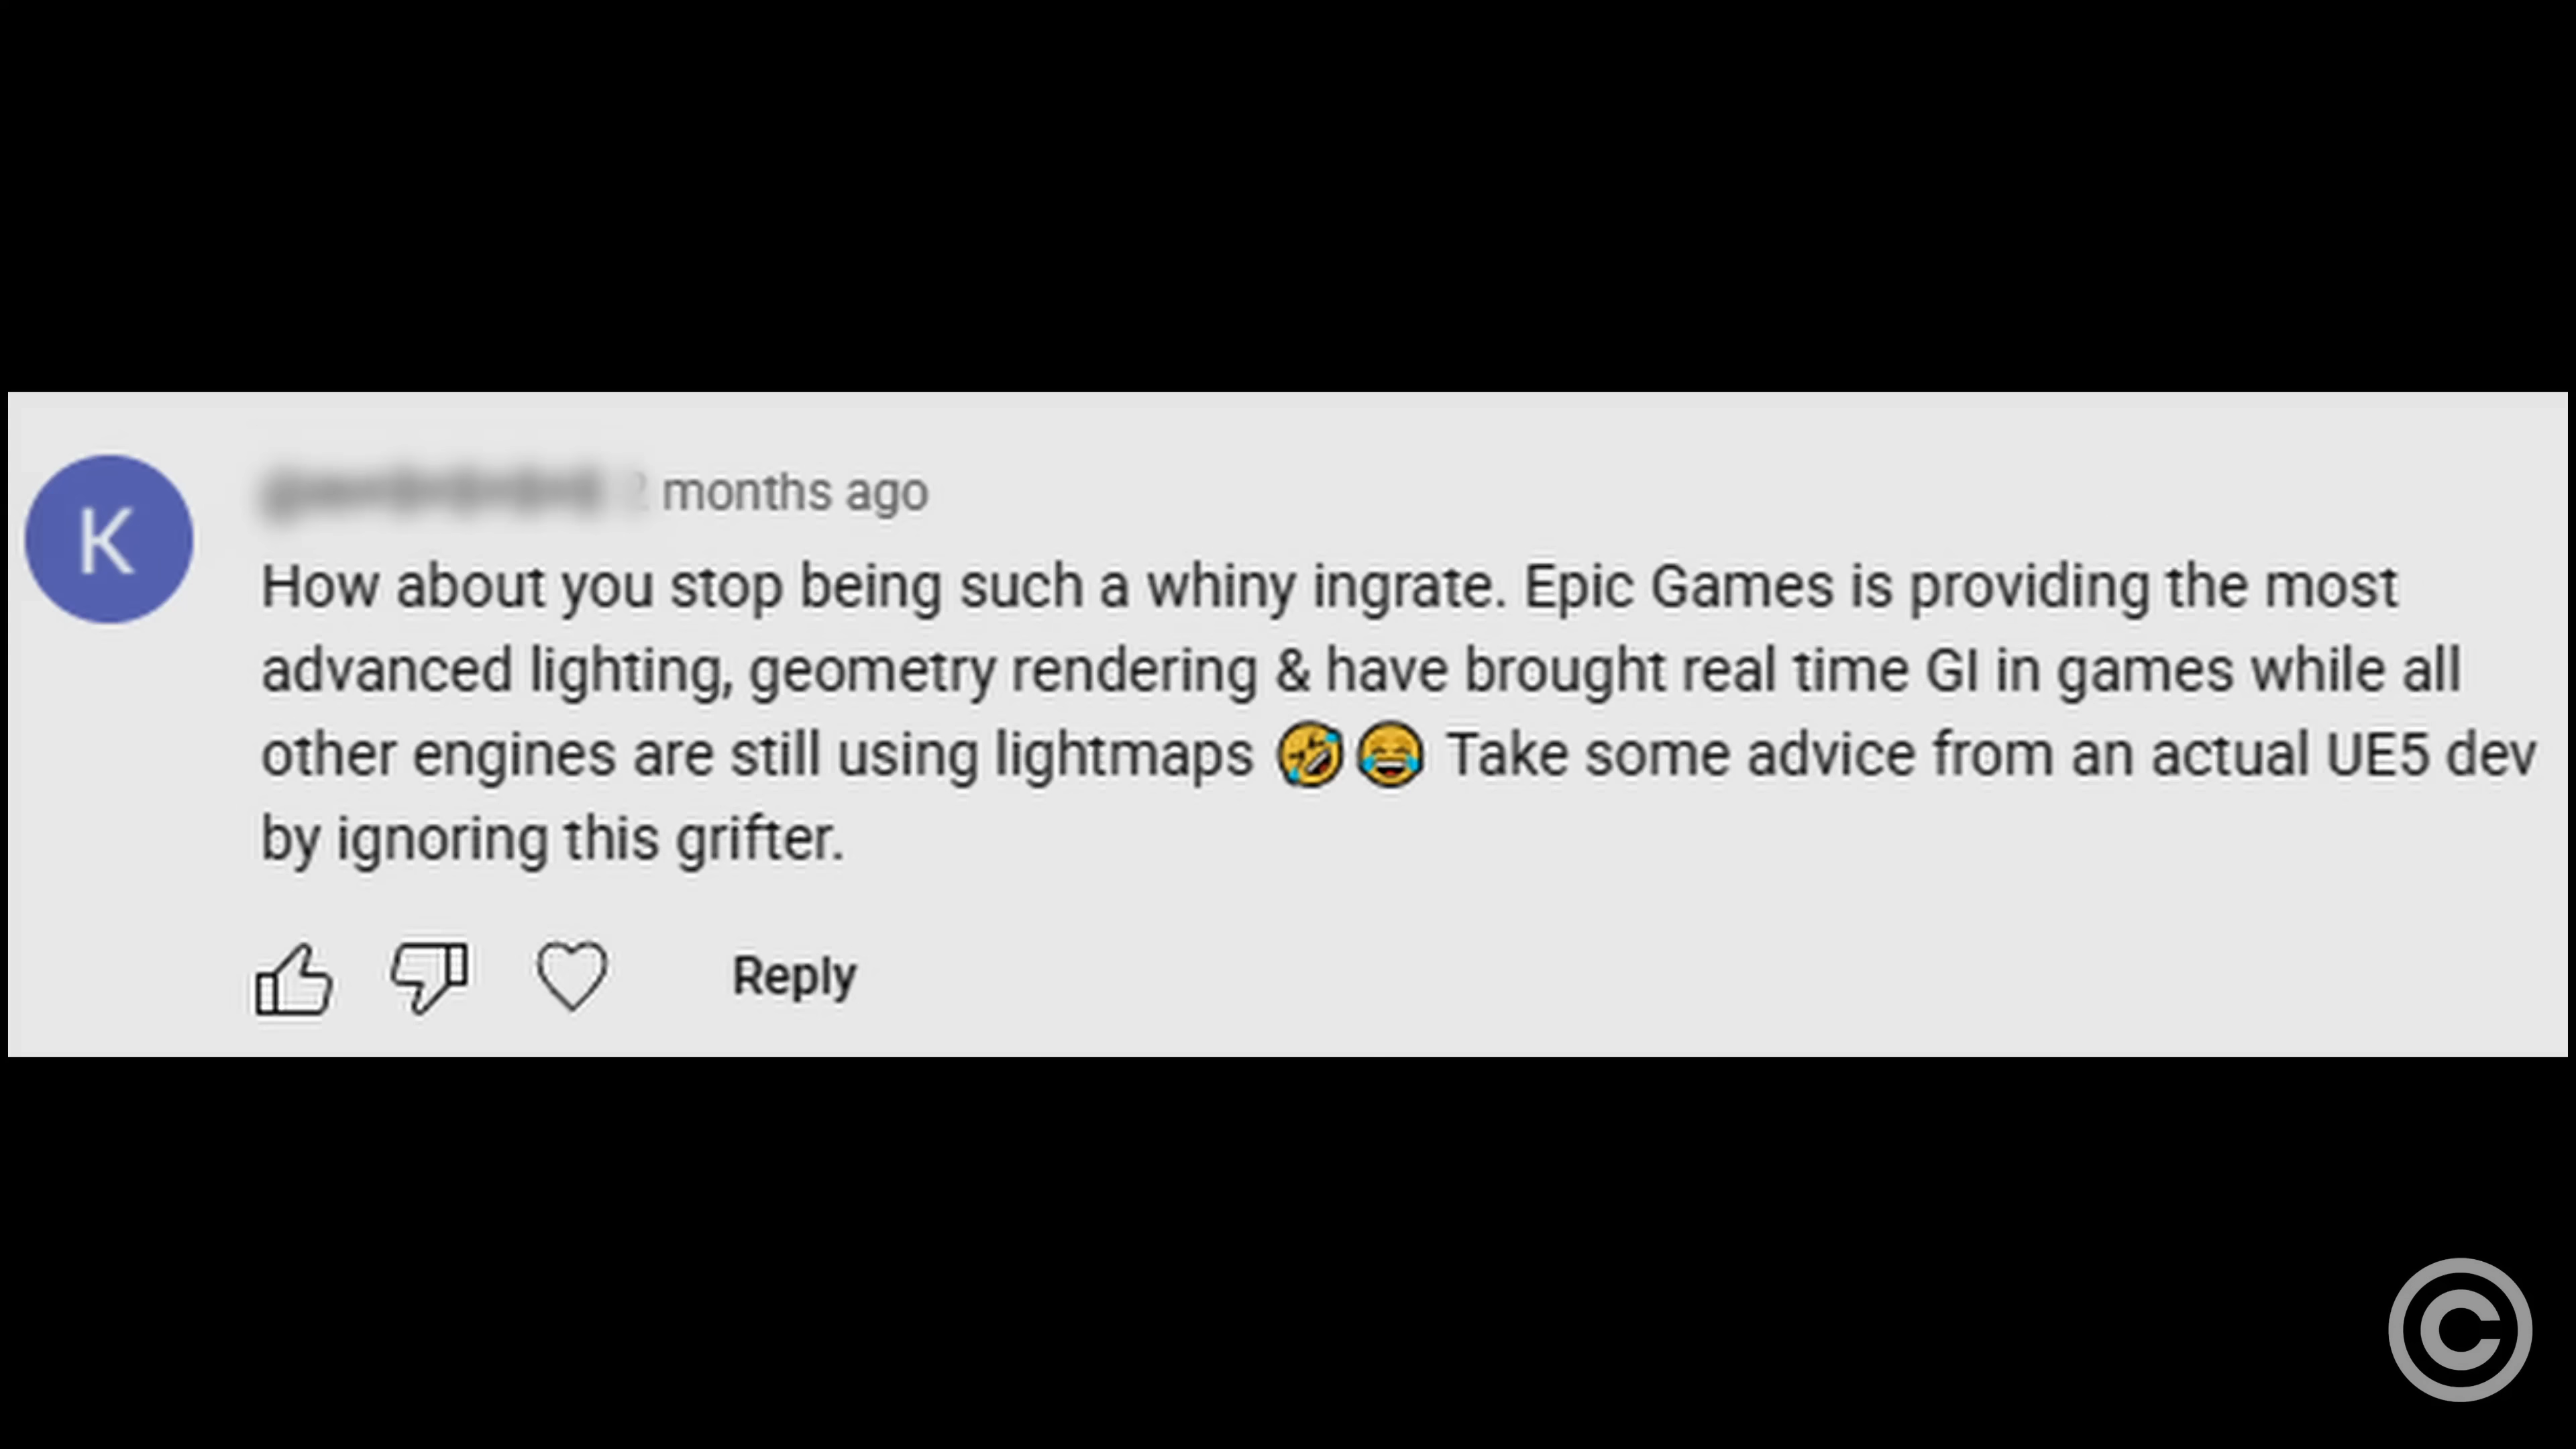 K
months ago
How about you stop being such a whiny ingrate. Epic Games is providing the most
advanced lighting, geometry rendering & have brought real time GI in games while all
other engines are still using lightmaps 🤣😂 Take some advice from an actual UE5 dev
by ignoring this grifter.
Reply
©